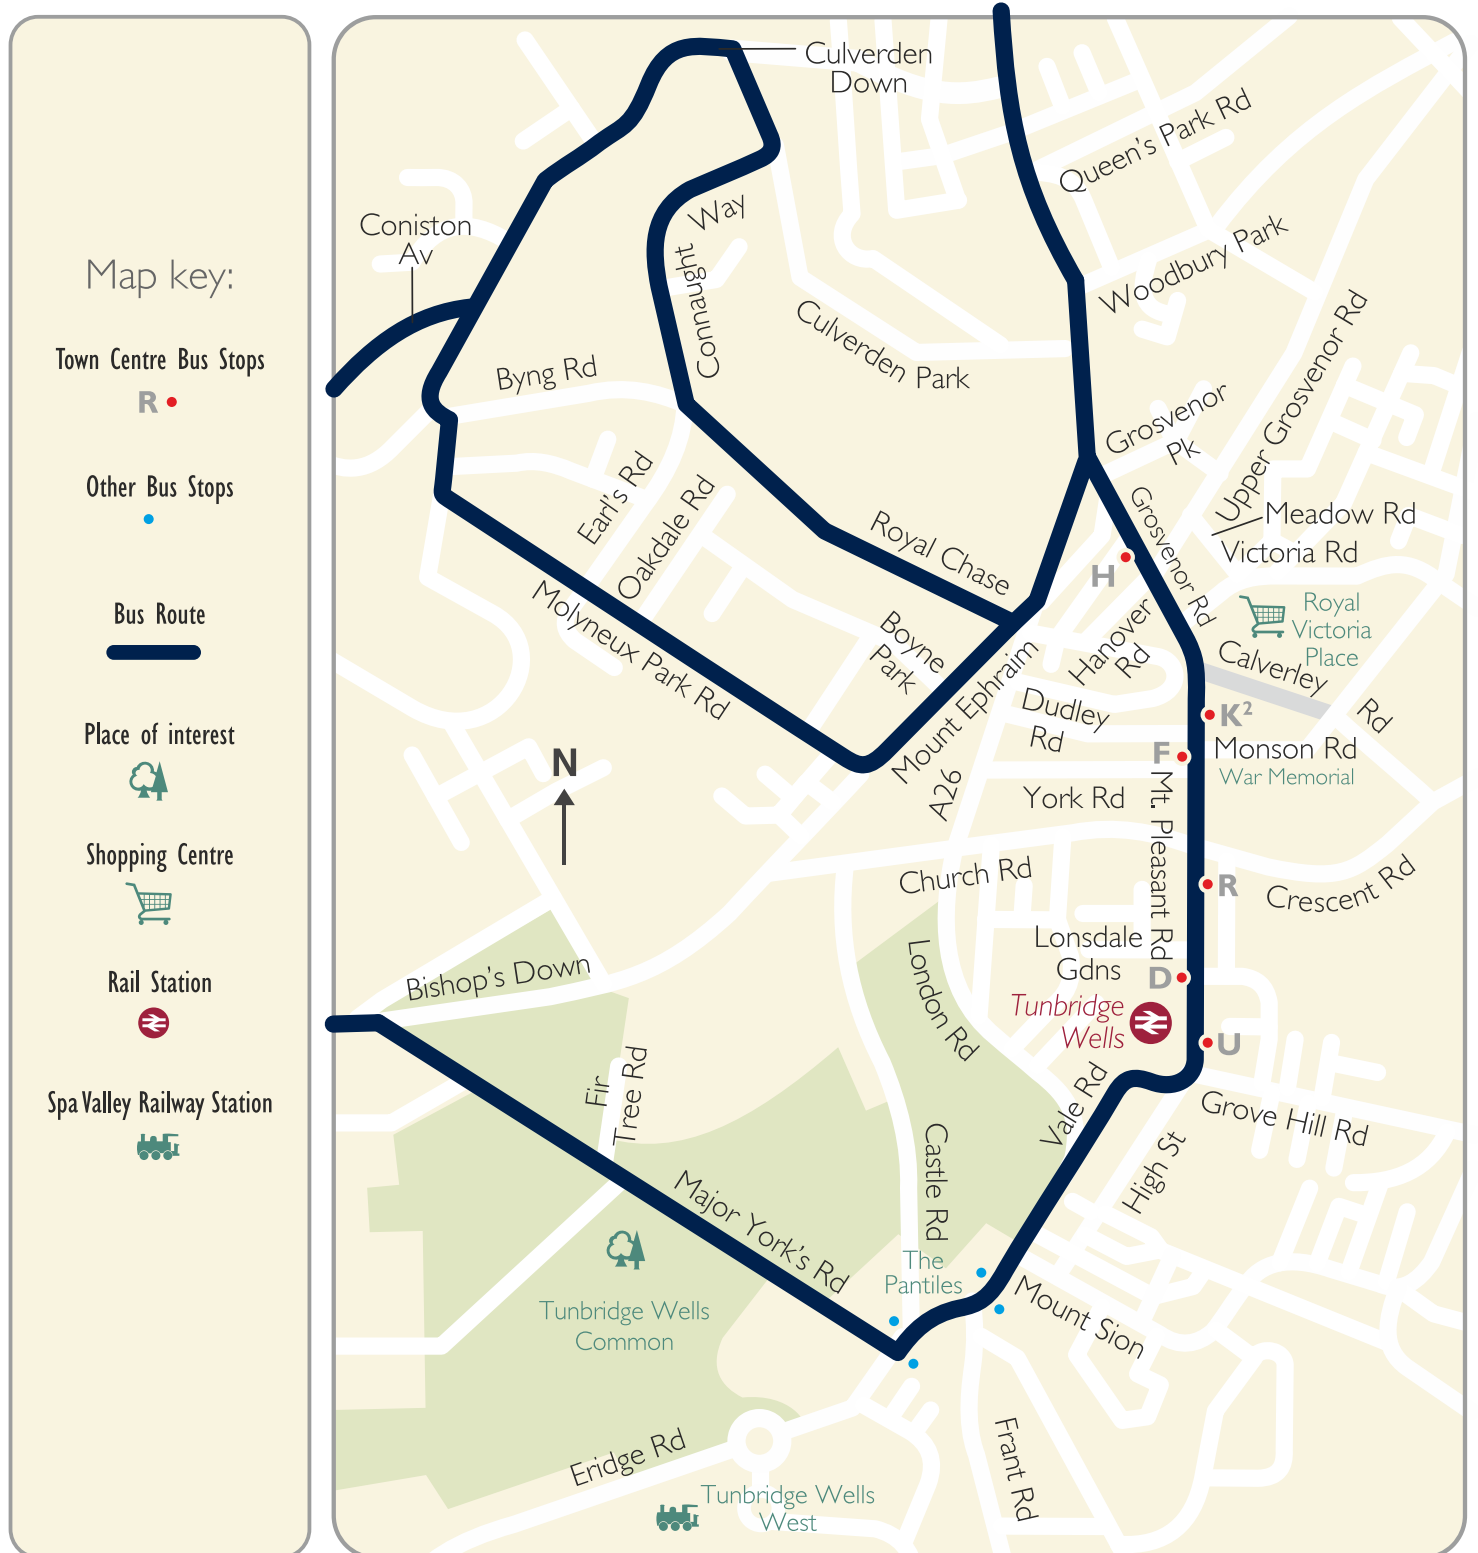 Map key:
Town Centre Bus Stops
R
Other Bus Stops
Bus Route
Place of interest
Shopping Centre
Rail Station
Spa Valley Railway Station
Culverden
Down
Queen's Park Rd
Coniston
Av
Way
Connaught
Woodbury Park
Culverden Park
Byng Rd
Upper Grosvenor Rd
Grosvenor
Pk
Earl's Rd
Oakdale Rd
Royal Chase
Grosvenor Rd
Meadow Rd
Victoria Rd
H
Royal
Victoria
Place
Molyneux Park Rd
Boyne
Park
Hanover
Rd
Calverley
Rd
Mount Ephraim
Dudley
Rd
K²
F
Monson Rd
War Memorial
N
A26
York Rd
Mt. Pleasant Rd
Church Rd
R
Crescent Rd
Bishop's Down
London Rd
Lonsdale
Gdns
D
Tunbridge
Wells
U
Fir
Tree Rd
Vale Rd
Grove Hill Rd
Castle Rd
High St
Major York's Rd
The
Pantiles
Mount Sion
Tunbridge Wells
Common
Eridge Rd
Frant Rd
Tunbridge Wells
West